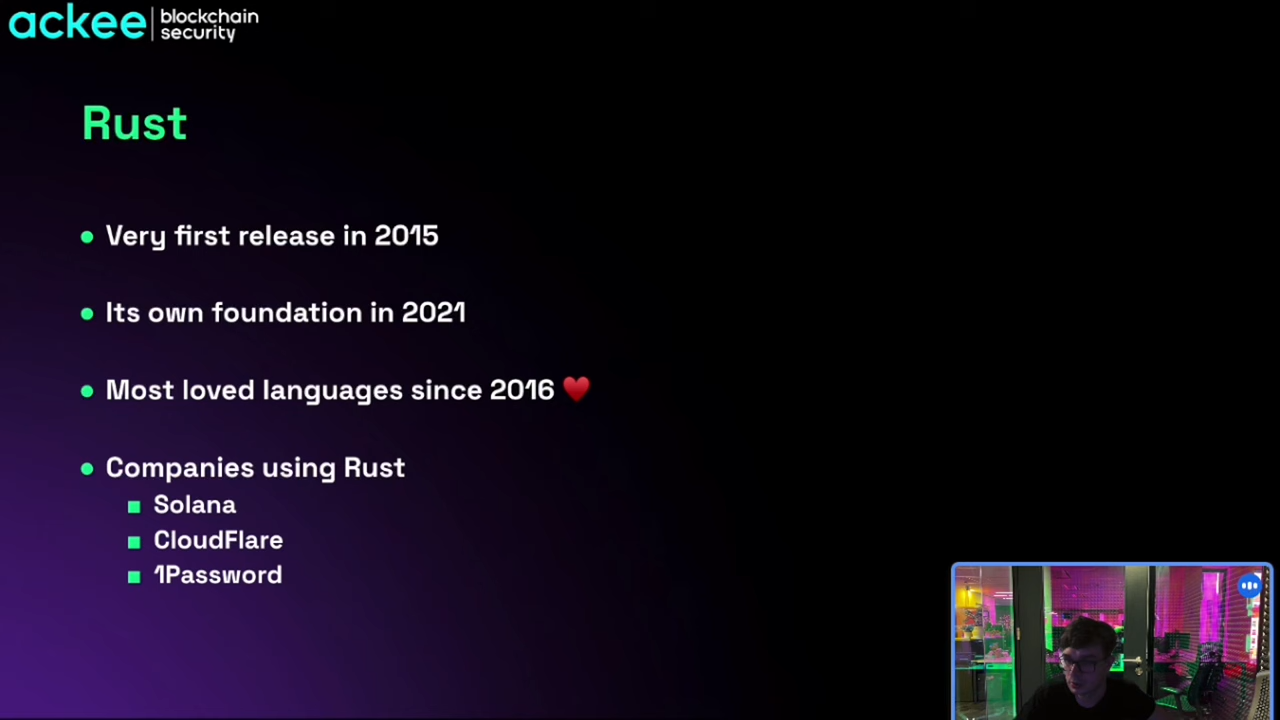 ackee blockchain
security
Rust
Very first release in 2015
Its own foundation in 2021
Most loved languages since 2016 ♥
Companies using Rust
Solana
CloudFlare
1Password